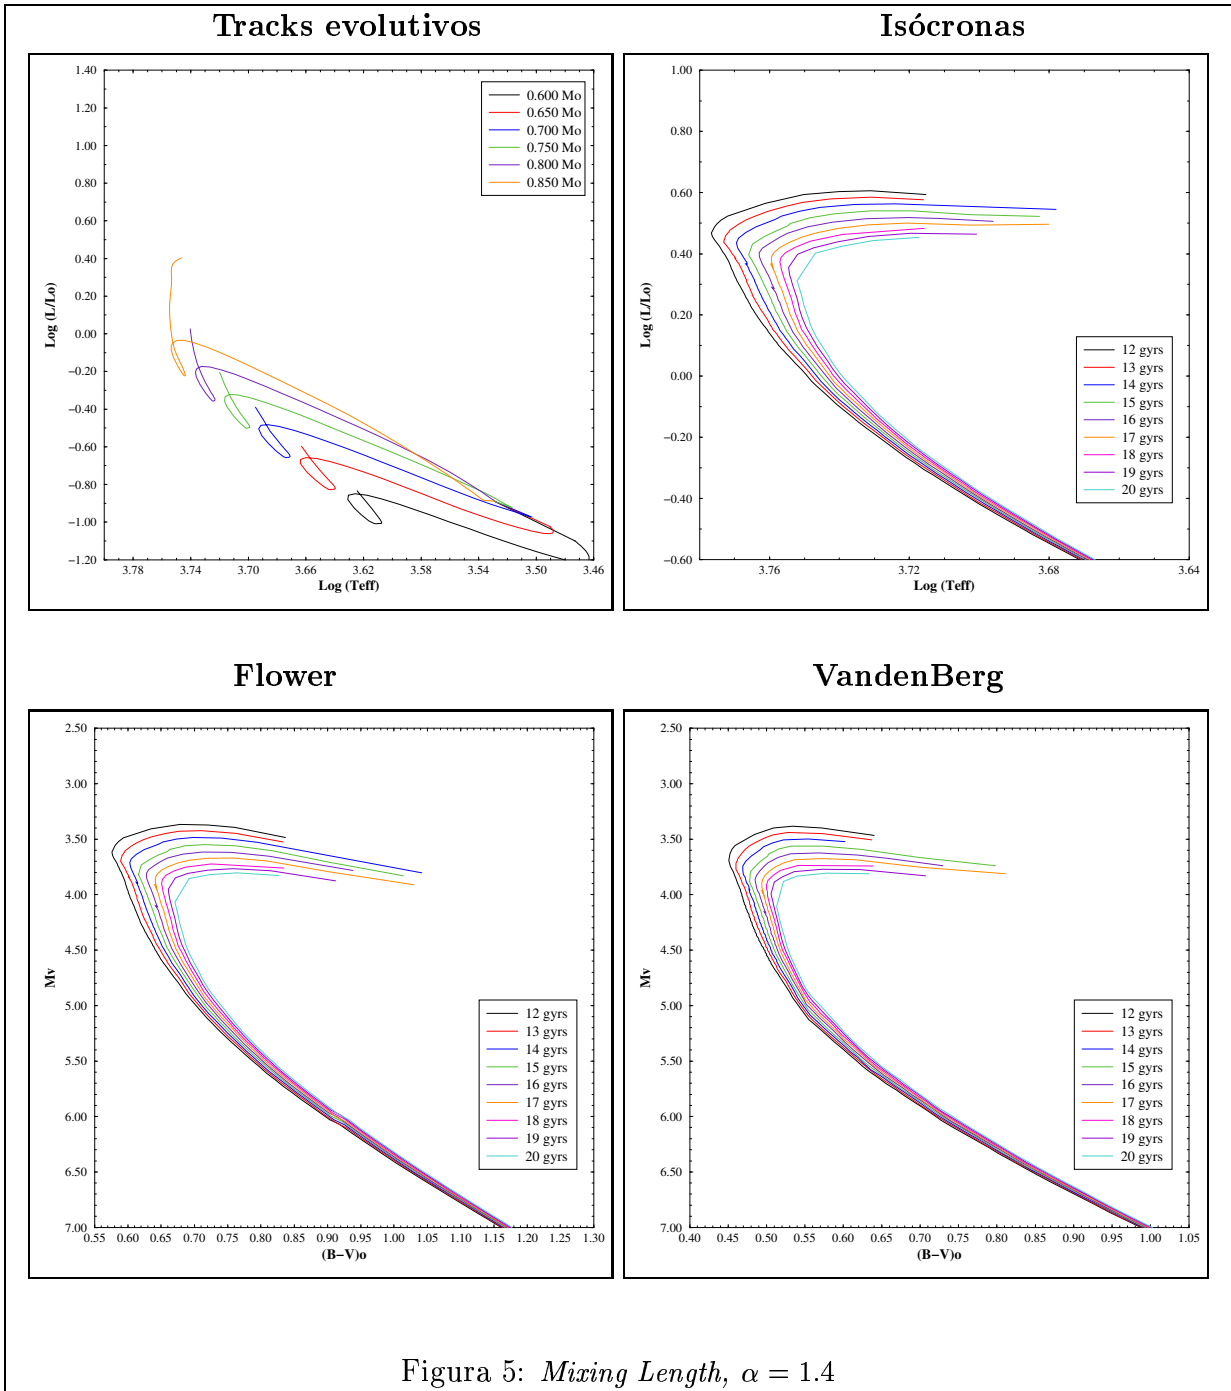 Tracks evolutivos
Isócronas
1.40
1.20
1.00
0.80
0.60
0.40
0.20
0.00
−0.20
−0.40
−0.60
−0.80
−1.00
−1.20
Log (L/Lo)
3.78 3.74 3.70 3.66 3.62 3.58 3.54 3.50 3.46
Log (Teff)
0.600 Mo
0.650 Mo
0.700 Mo
0.750 Mo
0.800 Mo
0.850 Mo
1.00
0.80
0.60
0.40
0.20
0.00
−0.20
−0.40
−0.60
Log (L/Lo)
3.76 3.72 3.68 3.64
Log (Teff)
12 gyrs
13 gyrs
14 gyrs
15 gyrs
16 gyrs
17 gyrs
18 gyrs
19 gyrs
20 gyrs
Flower
VandenBerg
2.50
3.00
3.50
4.00
4.50
5.00
5.50
6.00
6.50
7.00
Mv
0.55 0.60 0.65 0.70 0.75 0.80 0.85 0.90 0.95 1.00 1.05 1.10 1.15 1.20 1.25 1.30
(B−V)o
12 gyrs
13 gyrs
14 gyrs
15 gyrs
16 gyrs
17 gyrs
18 gyrs
19 gyrs
20 gyrs
2.50
3.00
3.50
4.00
4.50
5.00
5.50
6.00
6.50
7.00
Mv
0.40 0.45 0.50 0.55 0.60 0.65 0.70 0.75 0.80 0.85 0.90 0.95 1.00 1.05
(B−V)o
12 gyrs
13 gyrs
14 gyrs
15 gyrs
16 gyrs
17 gyrs
18 gyrs
19 gyrs
20 gyrs
Figura 5: Mixing Length, α = 1.4